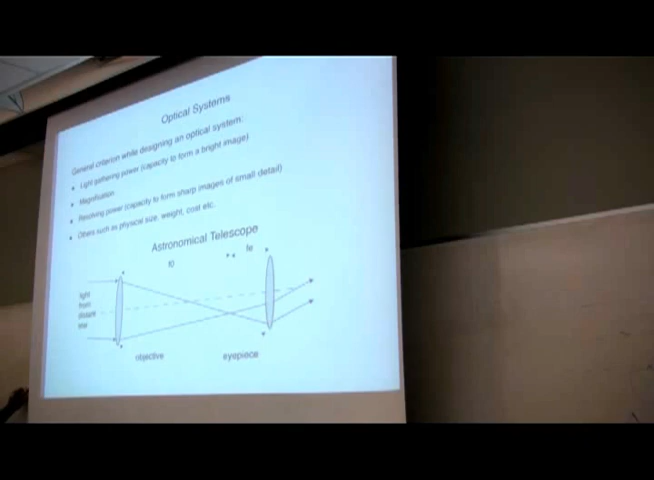 Optical Systems
General criterion while designing an optical system:
• Light gathering power (capacity to form a bright image)
• Magnification
• Resolving power (capacity to form sharp images of small detail)
• Others such as physical size, weight, cost etc.
Astronomical Telescope
fo
fe
light
from
distant
objective
eyepiece